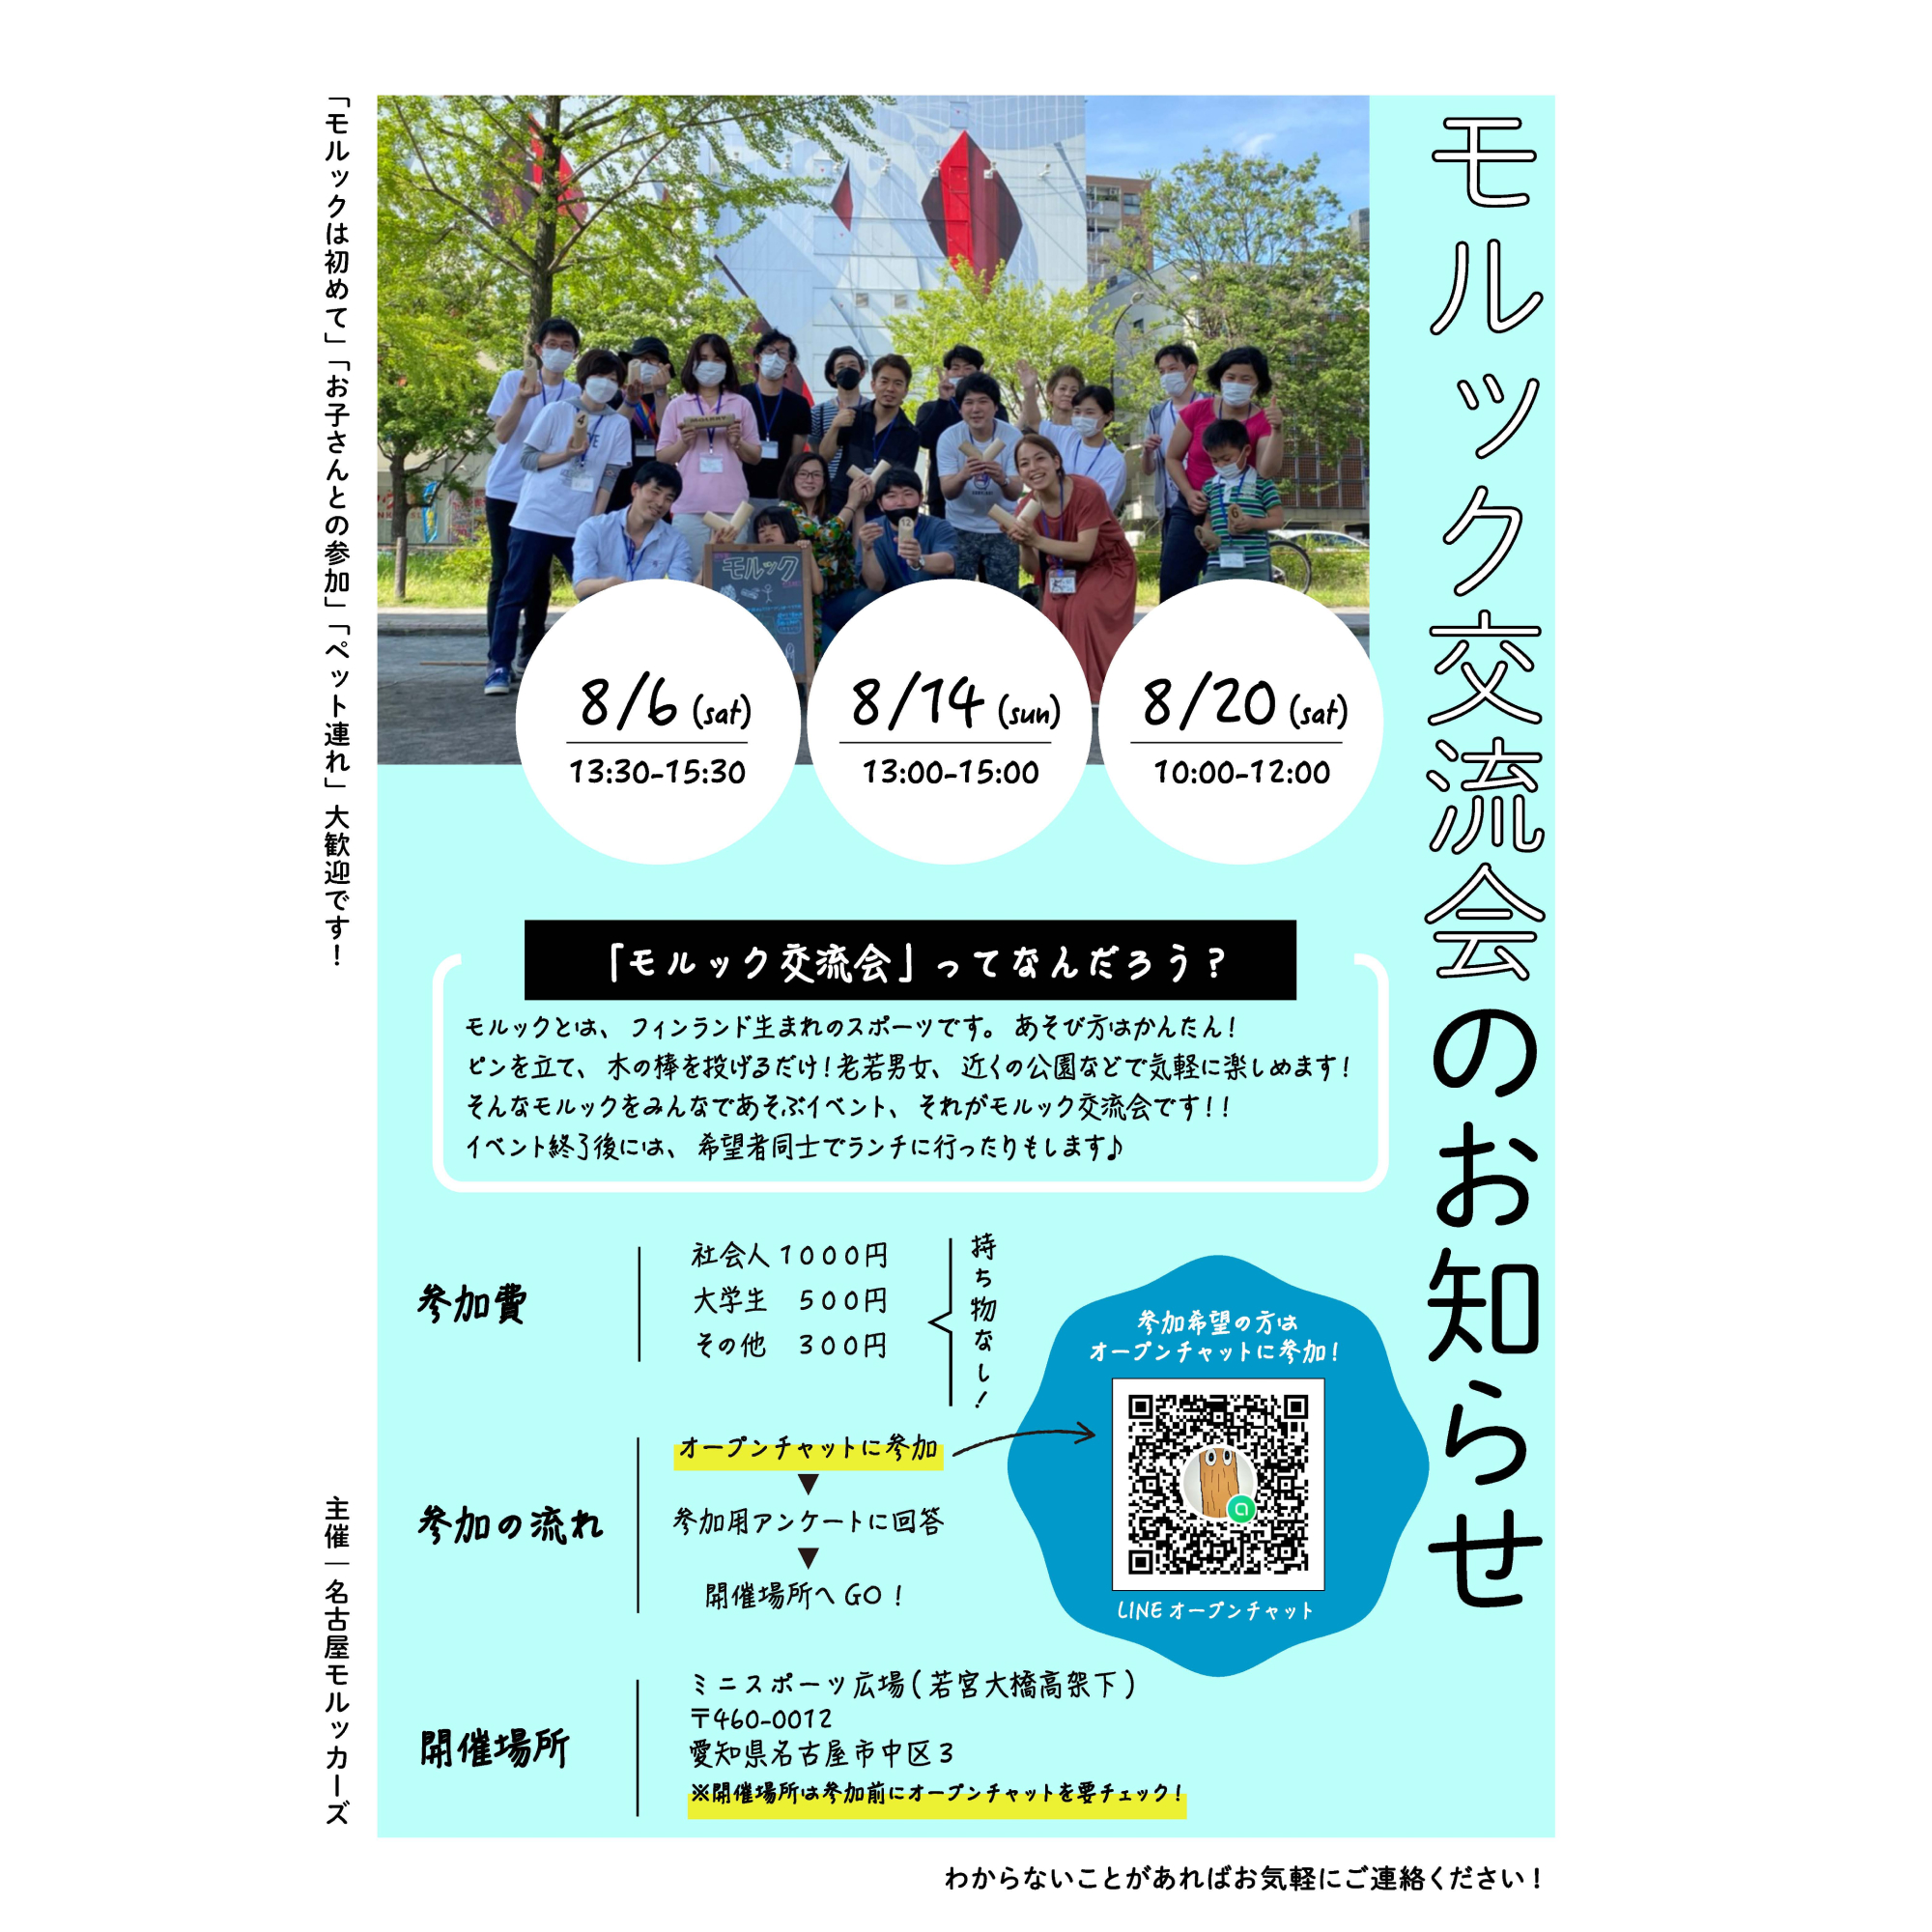 モルック交流会のお知らせ
「モルックは初めて」「お子さんとの参加」「ペット連れ」大歓迎です！
モルック
4
12
6
8/6 (sat)
13:30-15:30
8/14 (sun)
13:00-15:00
8/20 (sat)
10:00-12:00
「モルック交流会」ってなんだろう？
モルックとは、フィンランド生まれのスポーツです。あそび方はかんたん！
ピンを立て、木の棒を投げるだけ！老若男女、近くの公園などで気軽に楽しめます！
そんなモルックをみんなであそぶイベント、それがモルック交流会です！！
イベント終了後には、希望者同士でランチに行ったりもします♪
参加費
社会人1000円
大学生　500円
その他　300円
持ち物なし！
参加の流れ
オープンチャットに参加
▼
参加用アンケートに回答
▼
開催場所へGO！
参加希望の方は
オープンチャットに参加！
LINEオープンチャット
開催場所
ミニスポーツ広場(若宮大橋高架下)
〒460-0012
愛知県名古屋市中区3
※開催場所は参加前にオープンチャットを要チェック！
主催｜名古屋モルッカーズ
わからないことがあればお気軽にご連絡ください！